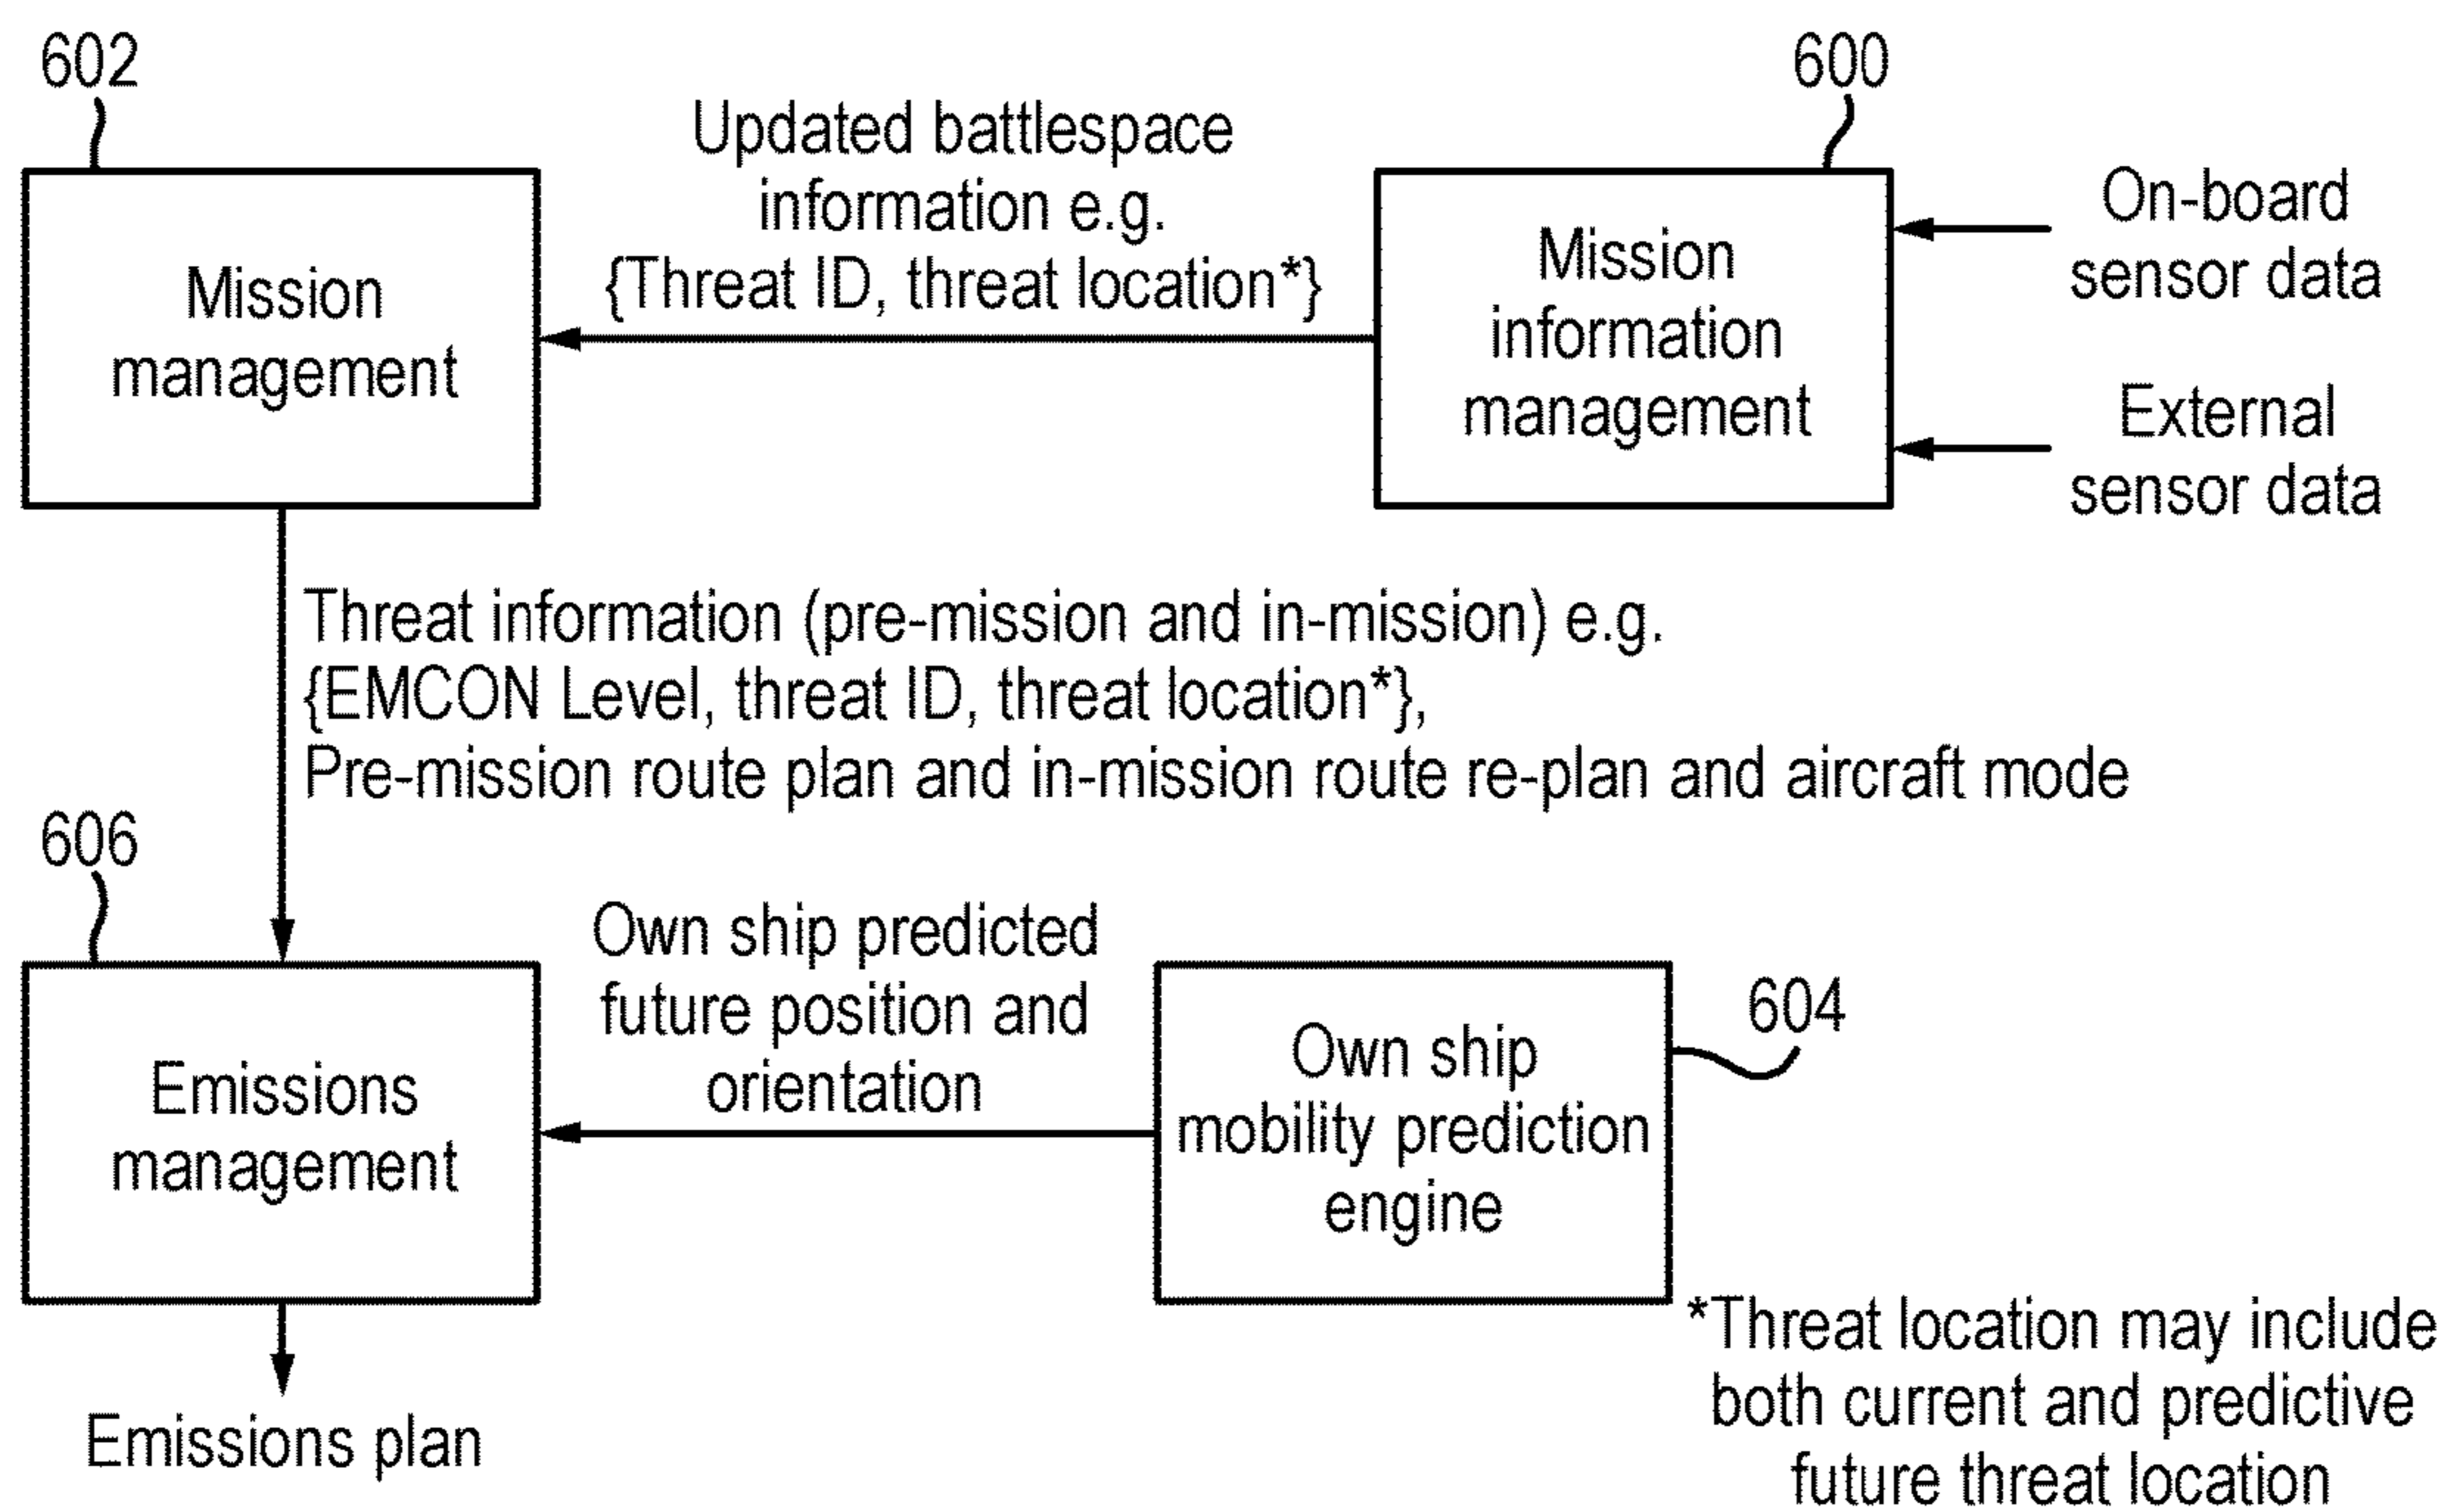 602
600
Updated battlespace
information e.g.
{Threat ID, threat location*}
Mission
management
Mission
information
management
On-board
sensor data
External
sensor data
Threat information (pre-mission and in-mission) e.g.
{EMCON Level, threat ID, threat location*},
Pre-mission route plan and in-mission route re-plan and aircraft mode
606
Own ship predicted
future position and
orientation
604
Emissions
management
Own ship
mobility prediction
engine
*Threat location may include
both current and predictive
future threat location
Emissions plan